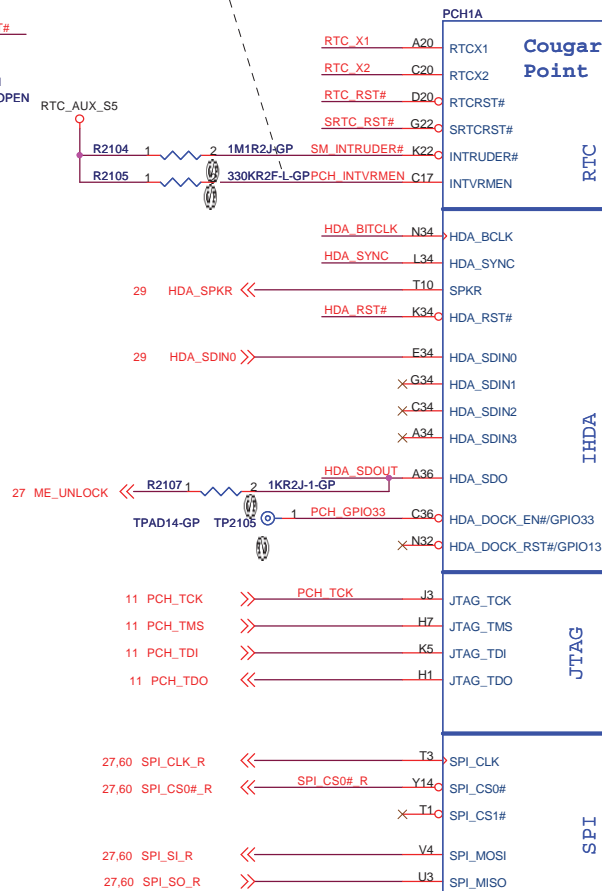 PCH1A
T#
OPEN
RTC_AUX_S5
Cougar
Point
RTC_X1 A20 RTCX1
RTC_X2 C20 RTCX2
RTC_RST# D20 RTCRST#
SRTC_RST# G22 SRTCRST#
R2104 1 2 1M1R2J-GP SM_INTRUDER# K22 INTRUDER#
R2105 1 2 330KR2F-L-GP PCH_INTVRMEN C17 INTVRMEN
RTC
HDA_BITCLK N34 HDA_BCLK
HDA_SYNC L34 HDA_SYNC
29 HDA_SPKR T10 SPKR
HDA_RST# K34 HDA_RST#
29 HDA_SDIN0 E34 HDA_SDIN0
G34 HDA_SDIN1
C34 HDA_SDIN2
A34 HDA_SDIN3
IHDA
HDA_SDOUT A36 HDA_SDO
27 ME_UNLOCK R2107 1 2 1KR2J-1-GP
TPAD14-GP TP2105 1 PCH_GPIO33 C36 HDA_DOCK_EN#/GPIO33
N32 HDA_DOCK_RST#/GPIO13
11 PCH_TCK PCH_TCK J3 JTAG_TCK
11 PCH_TMS H7 JTAG_TMS
11 PCH_TDI K5 JTAG_TDI
11 PCH_TDO H1 JTAG_TDO
JTAG
27,60 SPI_CLK_R T3 SPI_CLK
27,60 SPI_CS0#_R SPI_CS0#_R Y14 SPI_CS0#
T1 SPI_CS1#
SPI
27,60 SPI_SI_R V4 SPI_MOSI
27,60 SPI_SO_R U3 SPI_MISO